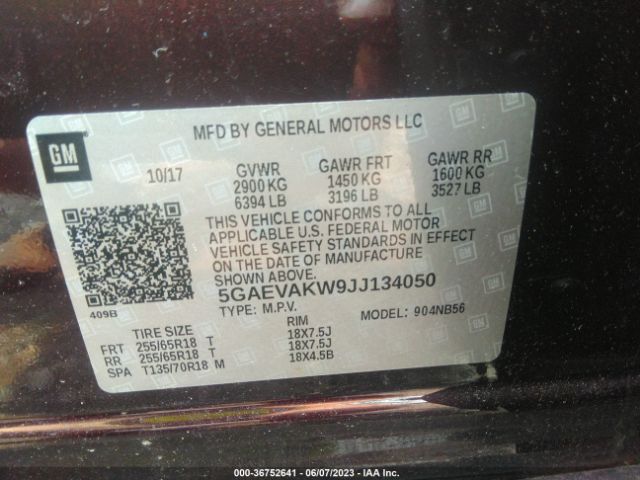 MFD BY GENERAL MOTORS LLC
GM
10/17 GVWR GAWR FRT GAWR RR
2900 KG 1450 KG 1600 KG
6394 LB 3196 LB 3527 LB
THIS VEHICLE CONFORMS TO ALL
APPLICABLE U.S. FEDERAL MOTOR
VEHICLE SAFETY STANDARDS IN EFFECT
ON THE DATE OF MANUFACTURE
SHOWN ABOVE.
409B
5GAEVAKW9JJ134050
TYPE: M.P.V. MODEL: 904NB56
TIRE SIZE RIM
FRT 255/65R18 T 18X7.5J
RR 255/65R18 T 18X7.5J
SPA T135/70R18 M 18X4.5B
000-36752641 - 06/07/2023 - IAA Inc.